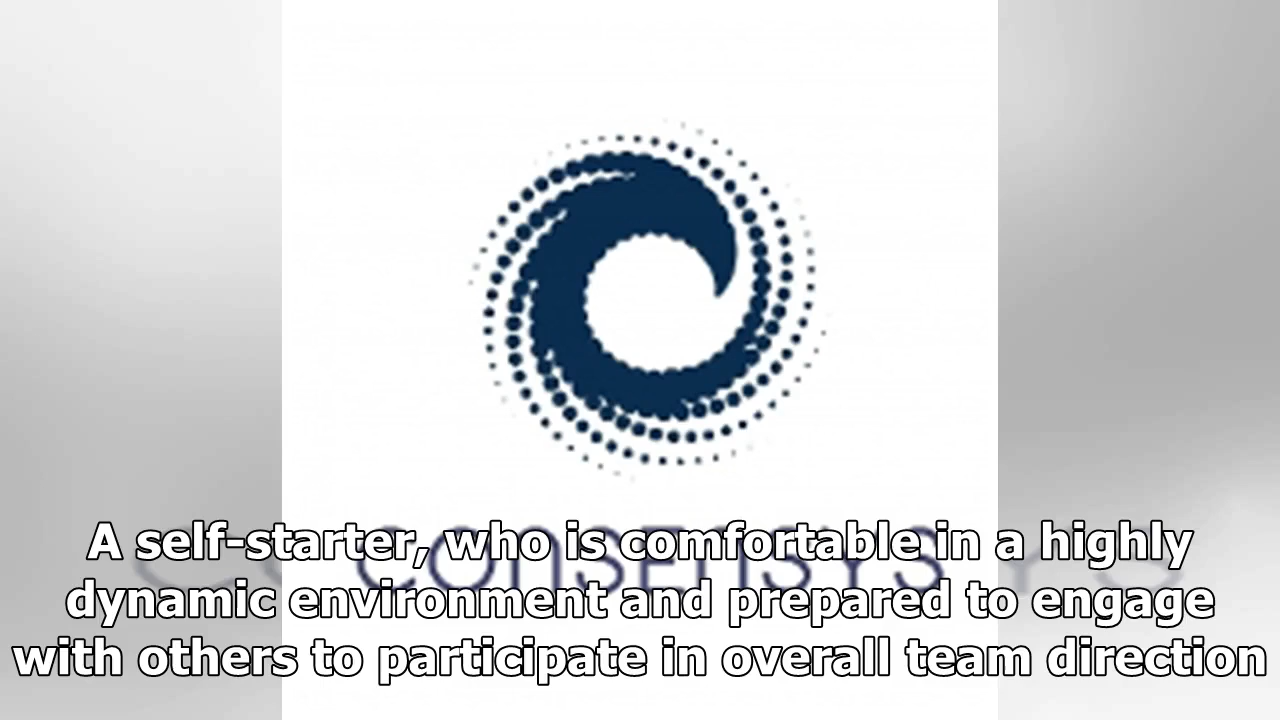 CONSENSYS
A self-starter, who is comfortable in a highly
dynamic environment and prepared to engage
with others to participate in overall team direction